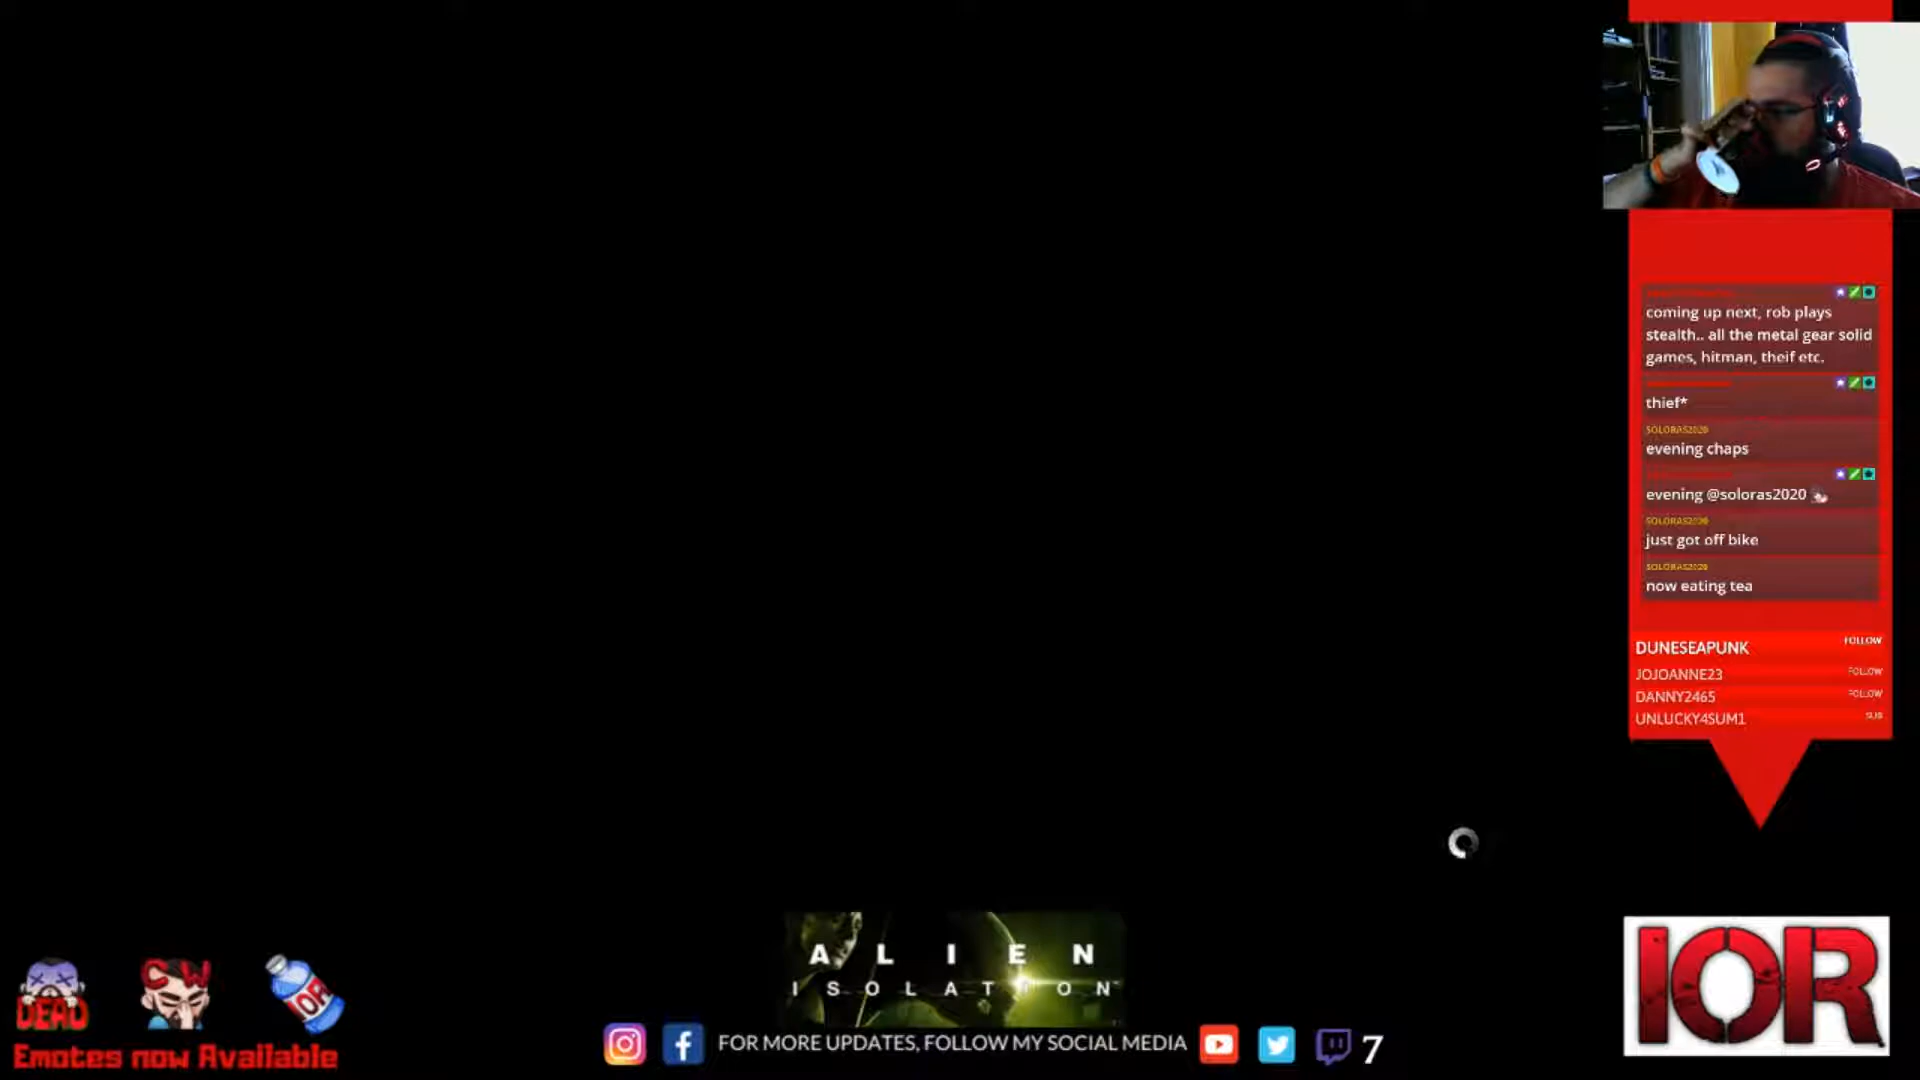 coming up next, rob plays
stealth.. all the metal gear solid
games, hitman, theif etc.
thief*
SOLORAS2020
evening chaps
evening @soloras2020
SOLORAS2020
just got off bike
SOLORAS2020
now eating tea
DUNESEAPUNK FOLLOW
JOJOANNE23 FOLLOW
DANNY2465 FOLLOW
UNLUCKY4SUM1 SUB
A L I E N
I S O L A T I O N
DEAD
C W
IOR
Emotes now Available
FOR MORE UPDATES, FOLLOW MY SOCIAL MEDIA
7
IOR